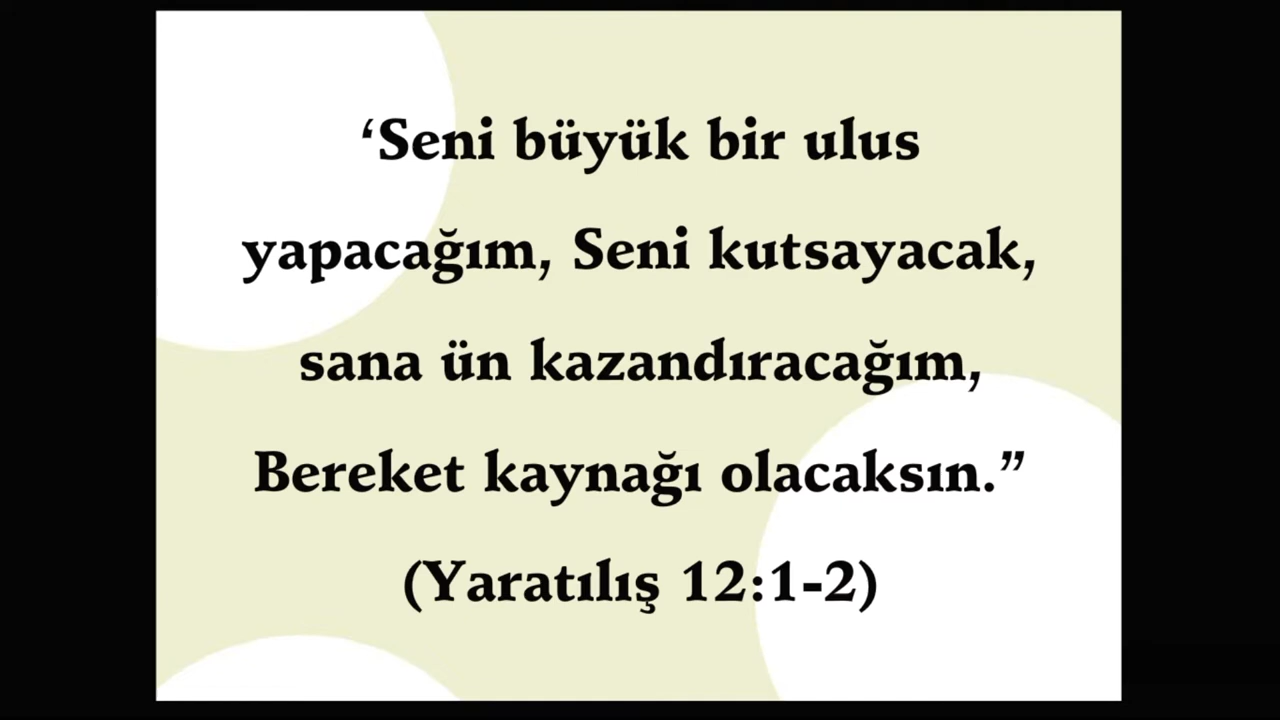 ‘Seni büyük bir ulus
yapacağım, Seni kutsayacak,
sana ün kazandıracağım,
Bereket kaynağı olacaksın.”
(Yaratılış 12:1-2)